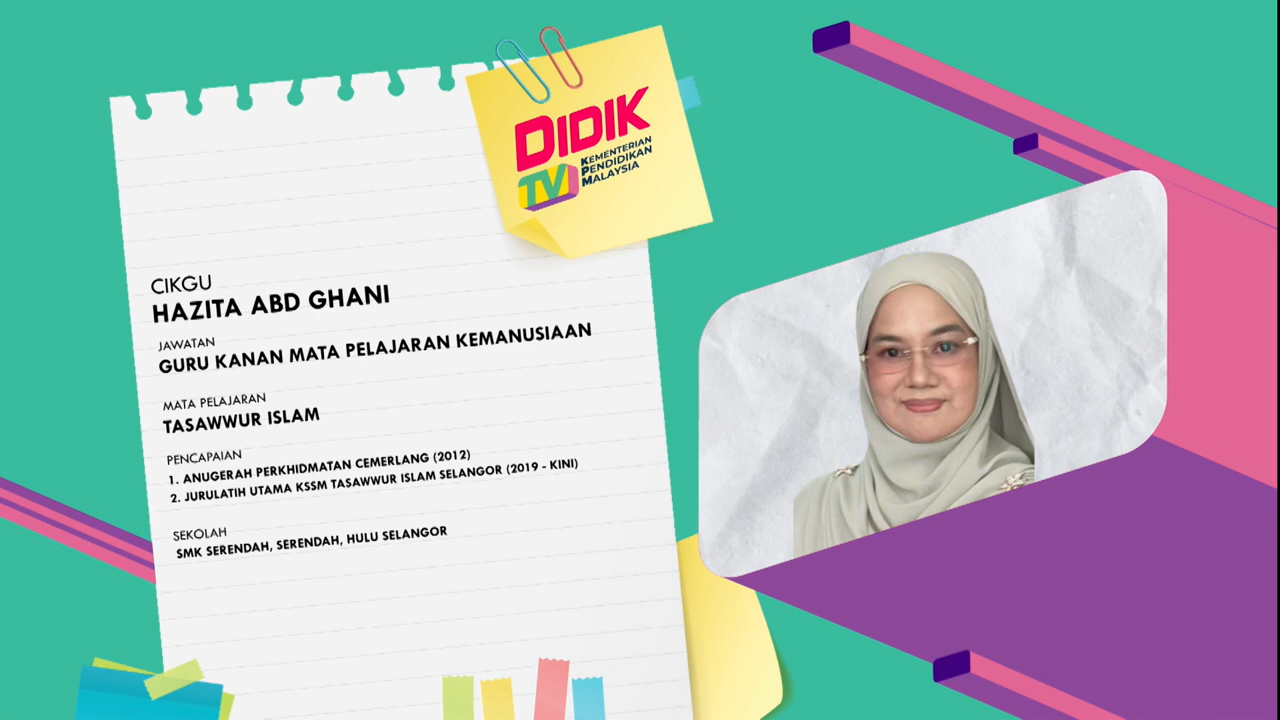 DIDIK
TV
KEMENTERIAN
PENDIDIKAN
MALAYSIA
CIKGU
HAZITA ABD GHANI
JAWATAN
GURU KANAN MATA PELAJARAN KEMANUSIAAN
MATA PELAJARAN
TASAWWUR ISLAM
PENCAPAIAN
1. ANUGERAH PERKHIDMATAN CEMERLANG (2012)
2. JURULATIH UTAMA KSSM TASAWWUR ISLAM SELANGOR (2019 - KINI)
SEKOLAH
SMK SERENDAH, SERENDAH, HULU SELANGOR